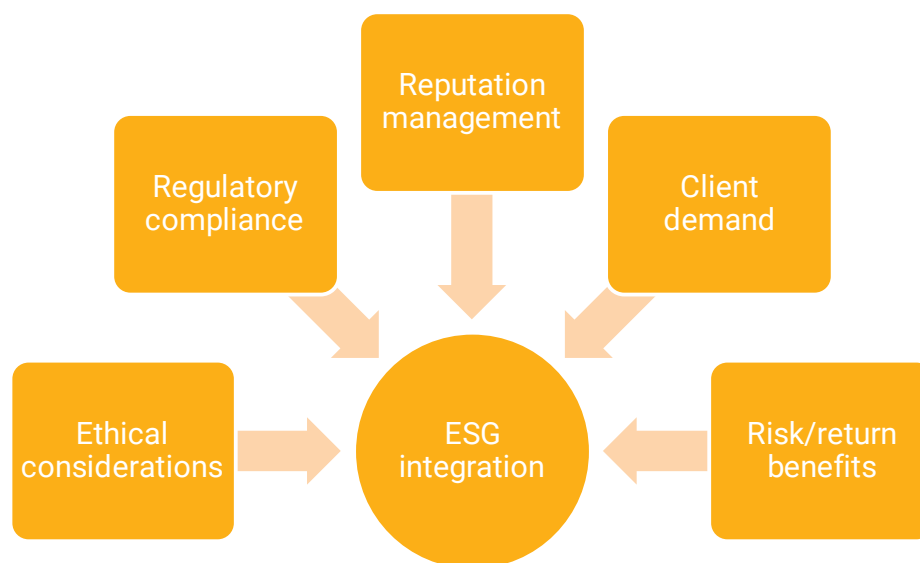 Reputation
management
Regulatory
compliance
Client
demand
Ethical
considerations
ESG
integration
Risk/return
benefits